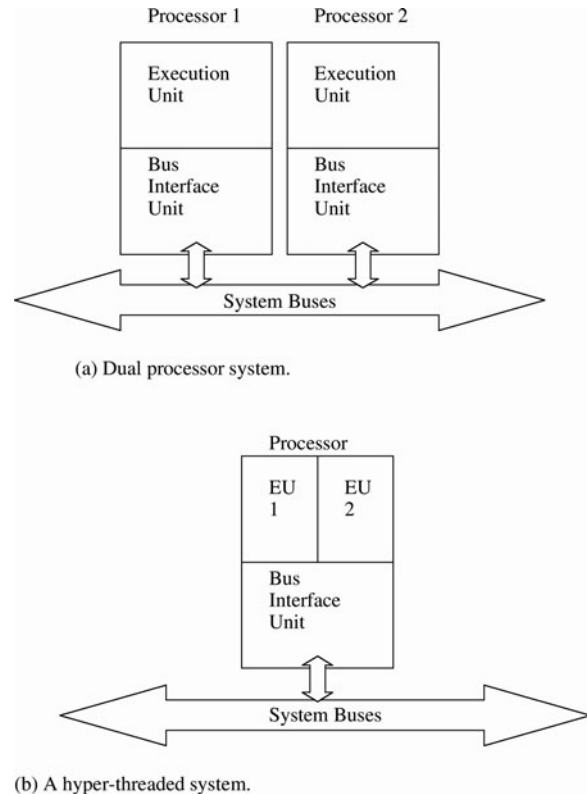 Processor 1 Processor 2
Execution
Unit
Execution
Unit
Bus
Interface
Unit
Bus
Interface
Unit
System Buses
(a) Dual processor system.
Processor
EU
1
EU
2
Bus
Interface
Unit
System Buses
(b) A hyper-threaded system.